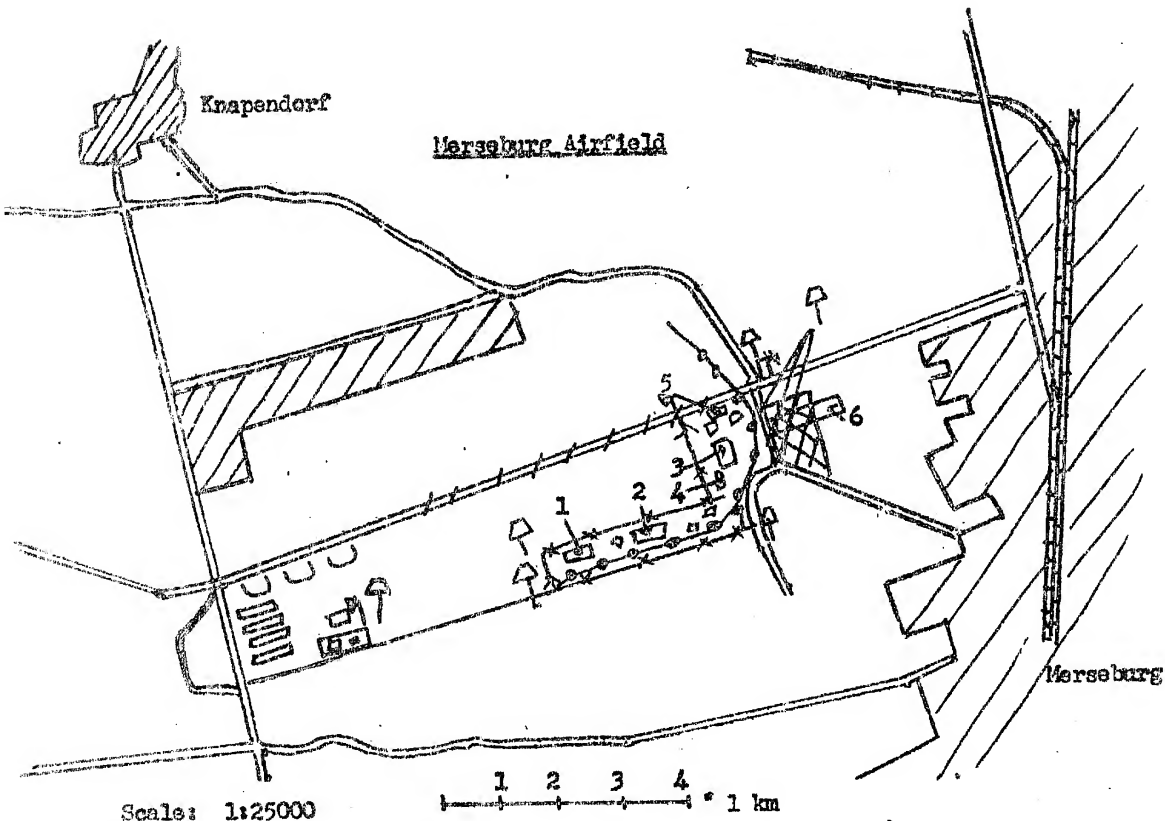 Knapendorf
Merseburg Airfield
5
6
3
4
2
1
Merseburg
1 2 3 4
Scale: 1:25000
" 1 km